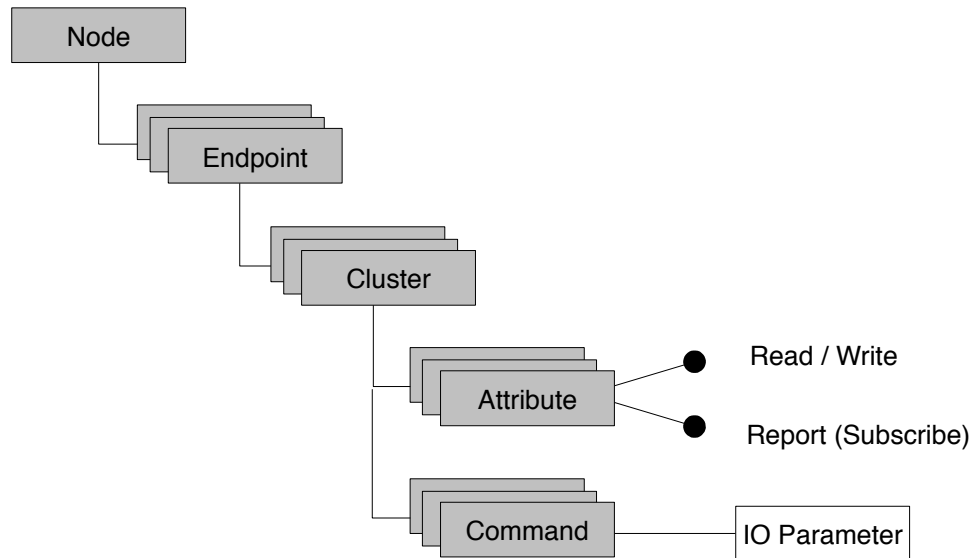 Node
Endpoint
Cluster
Attribute
Read / Write
Report (Subscribe)
Command
IO Parameter